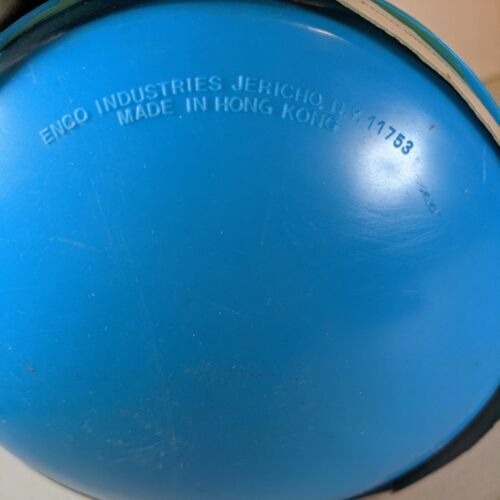 ENCO INDUSTRIES JERICHO, N.Y. 11753
MADE IN HONG KONG